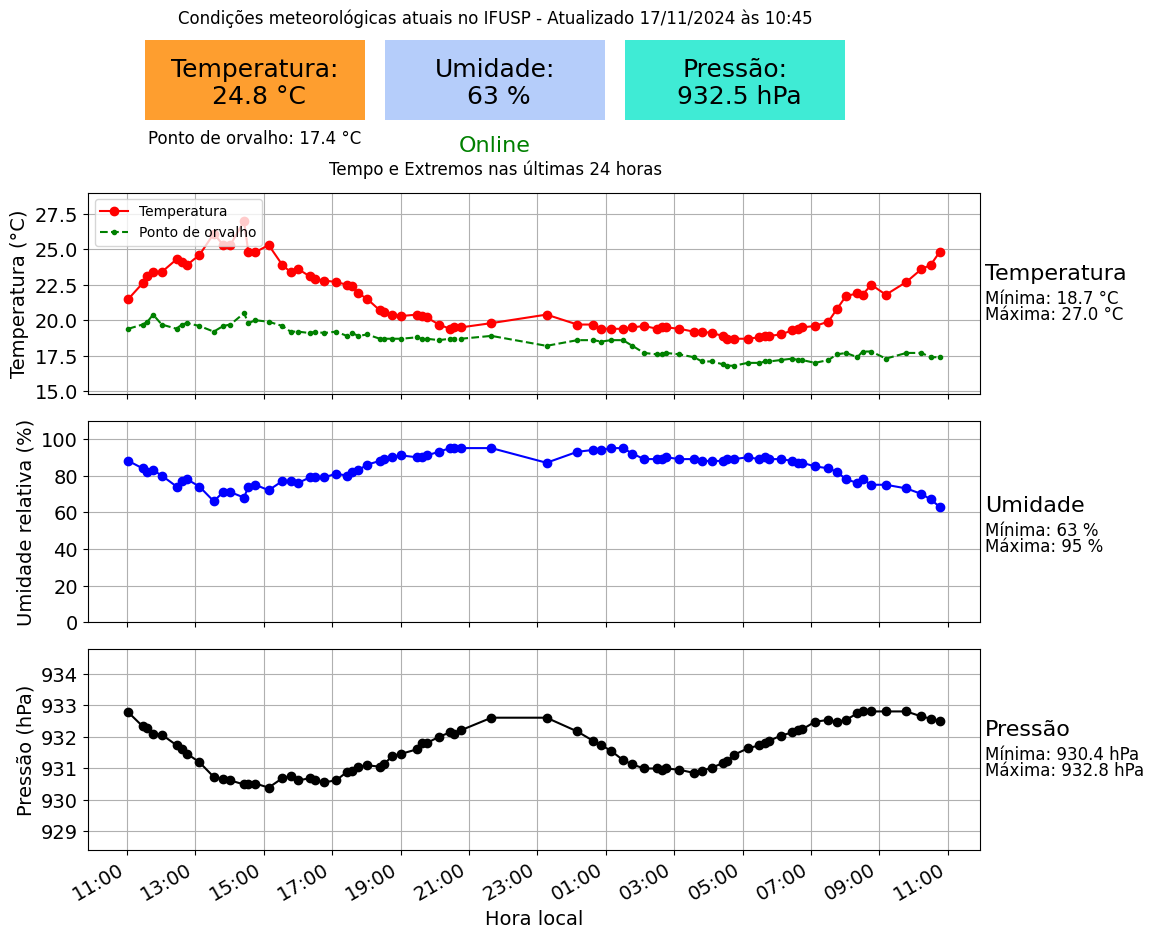 Condições meteorológicas atuais no IFUSP - Atualizado 17/11/2024 às 10:45
Temperatura:
24.8 °C
Umidade:
63 %
Pressão:
932.5 hPa
Ponto de orvalho: 17.4 °C
Online
Tempo e Extremos nas últimas 24 horas
Temperatura (°C)
27.5
25.0
22.5
20.0
17.5
15.0
Temperatura
Ponto de orvalho
Temperatura
Mínima: 18.7 °C
Máxima: 27.0 °C
Umidade relativa (%)
100
80
60
40
20
0
Umidade
Mínima: 63 %
Máxima: 95 %
Pressão (hPa)
934
933
932
931
930
929
Pressão
Mínima: 930.4 hPa
Máxima: 932.8 hPa
11:00 13:00 15:00 17:00 19:00 21:00 23:00 01:00 03:00 05:00 07:00 09:00 11:00
Hora local